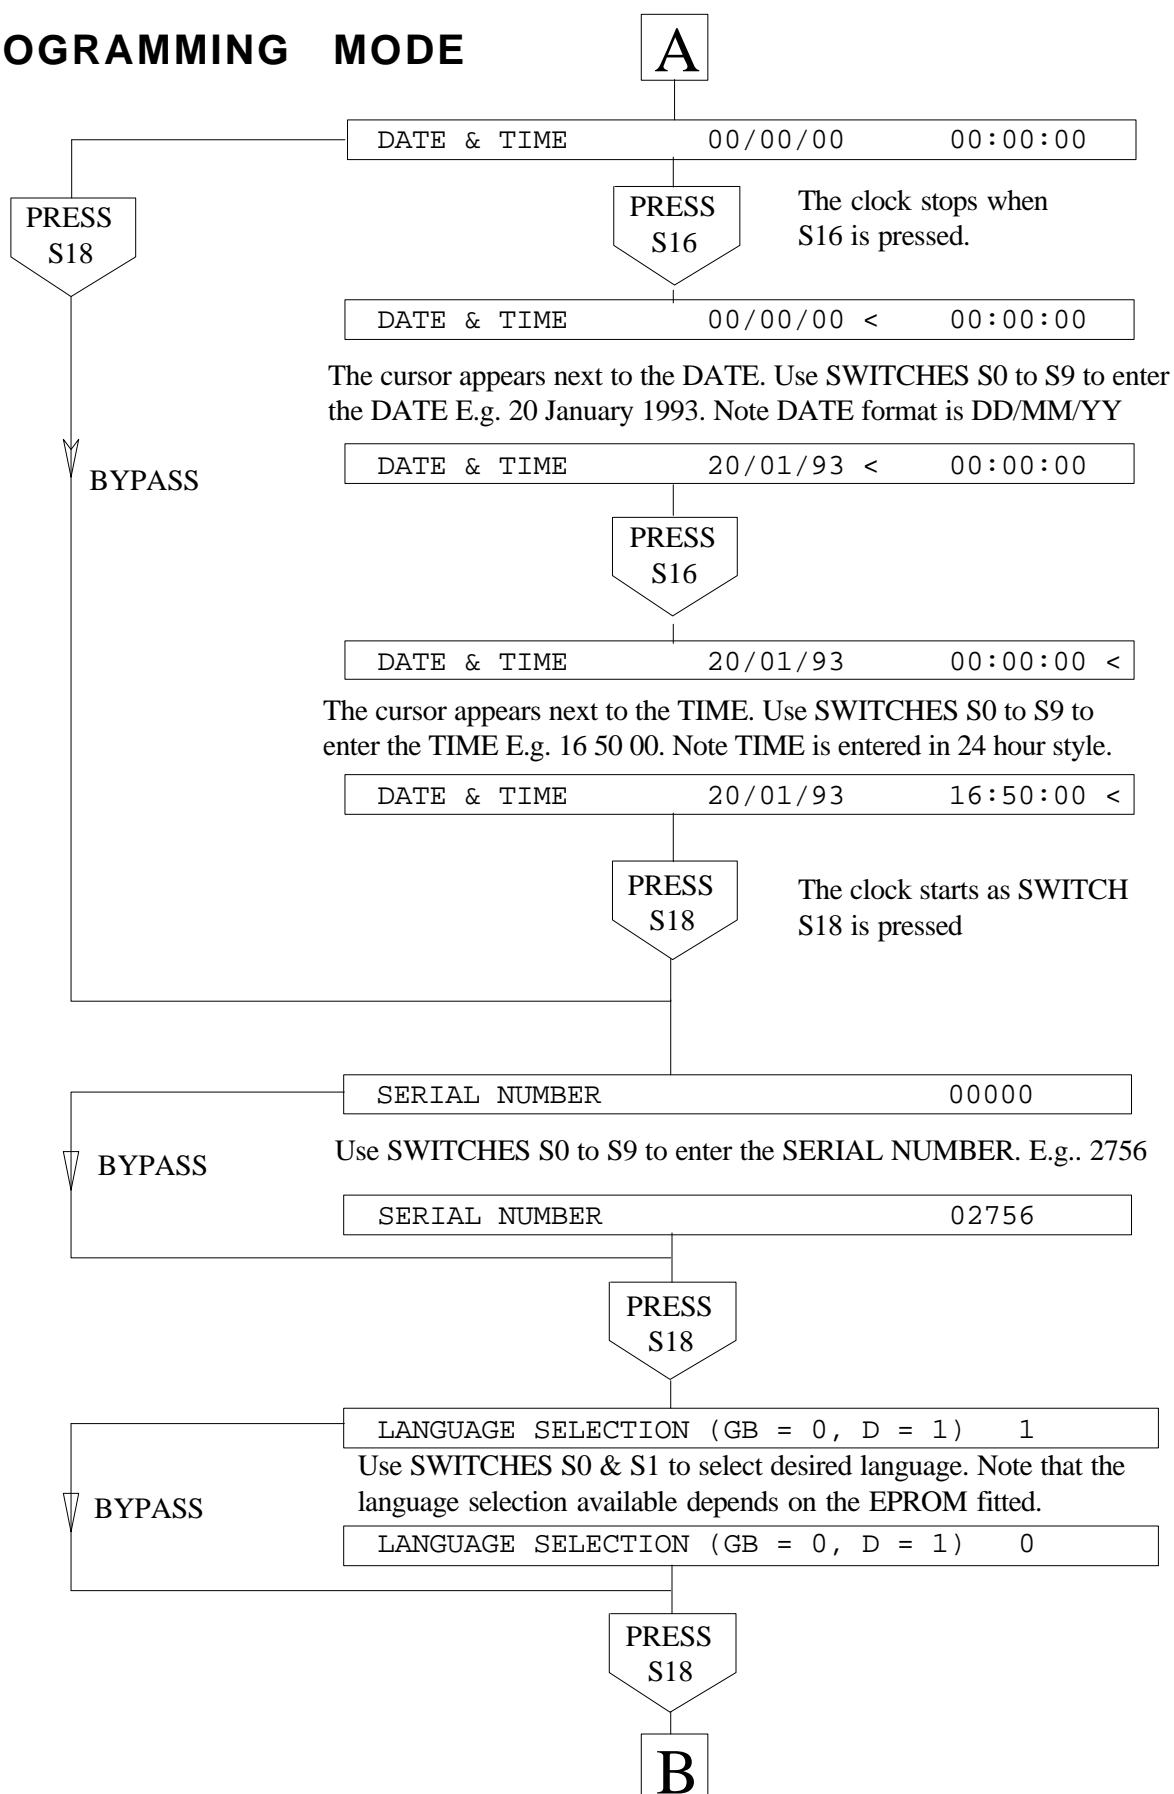 OGRAMMING MODE
A
DATE & TIME 00/00/00 00:00:00
PRESS
S18
PRESS
S16
The clock stops when
S16 is pressed.
DATE & TIME 00/00/00 < 00:00:00
The cursor appears next to the DATE. Use SWITCHES S0 to S9 to enter
the DATE E.g. 20 January 1993. Note DATE format is DD/MM/YY
BYPASS
DATE & TIME 20/01/93 < 00:00:00
PRESS
S16
DATE & TIME 20/01/93 00:00:00 <
The cursor appears next to the TIME. Use SWITCHES S0 to S9 to
enter the TIME E.g. 16 50 00. Note TIME is entered in 24 hour style.
DATE & TIME 20/01/93 16:50:00 <
PRESS
S18
The clock starts as SWITCH
S18 is pressed
SERIAL NUMBER 00000
BYPASS
Use SWITCHES S0 to S9 to enter the SERIAL NUMBER. E.g.. 2756
SERIAL NUMBER 02756
PRESS
S18
LANGUAGE SELECTION (GB = 0, D = 1) 1
Use SWITCHES S0 & S1 to select desired language. Note that the
language selection available depends on the EPROM fitted.
BYPASS
LANGUAGE SELECTION (GB = 0, D = 1) 0
PRESS
S18
B